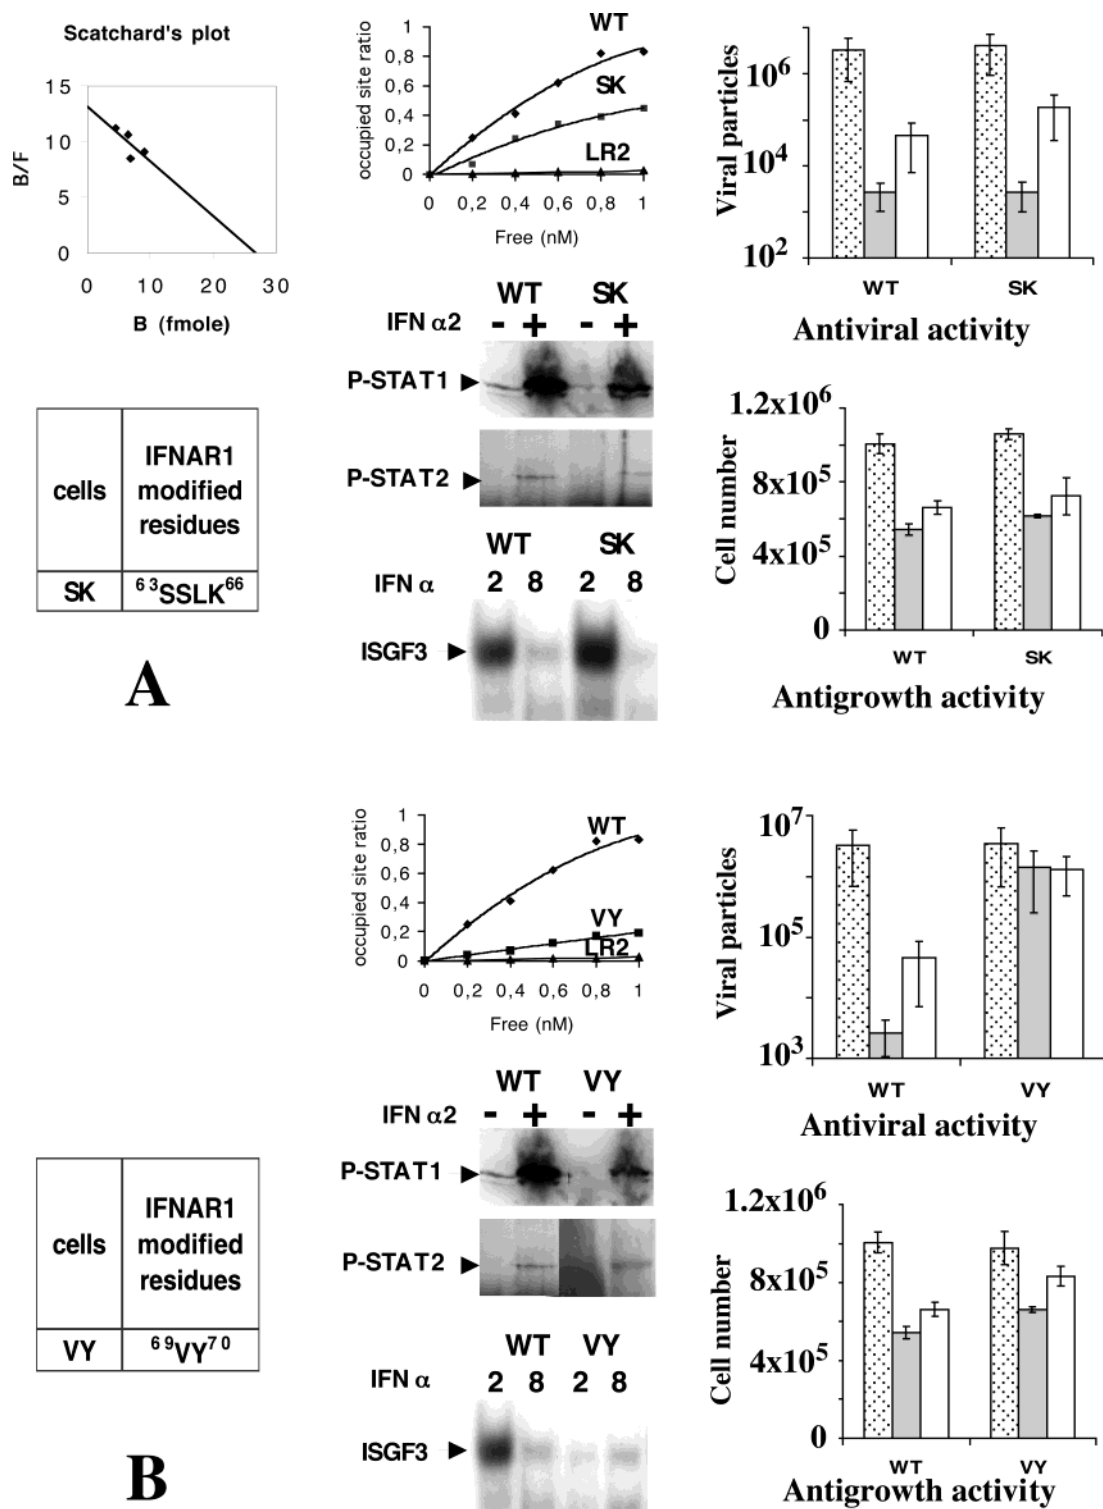 Scatchard's plot
15
10
5
0
B/F
0 10 20 30
B (fmole)
cells
IFNAR1
modified
residues
SK
63SSLK66
A
occupied site ratio
1
0,8
0,6
0,4
0,2
0
WT
SK
LR2
0 0,2 0,4 0,6 0,8 1
Free (nM)
WT SK
IFN α2 - + - +
P-STAT1
P-STAT2
WT SK
IFN α 2 8 2 8
ISGF3
Viral particles
10^6
10^4
10^2
WT SK
Antiviral activity
Cell number
1.2x10^6
8x10^5
4x10^5
0
WT SK
Antigrowth activity
occupied site ratio
1
0,8
0,6
0,4
0,2
0
WT
VY
LR2
0 0,2 0,4 0,6 0,8 1
Free (nM)
cells
IFNAR1
modified
residues
VY
69VY70
B
WT VY
IFN α2 - + - +
P-STAT1
P-STAT2
WT VY
IFN α 2 8 2 8
ISGF3
Viral particles
10^7
10^5
10^3
WT VY
Antiviral activity
Cell number
1.2x10^6
8x10^5
4x10^5
0
WT VY
Antigrowth activity